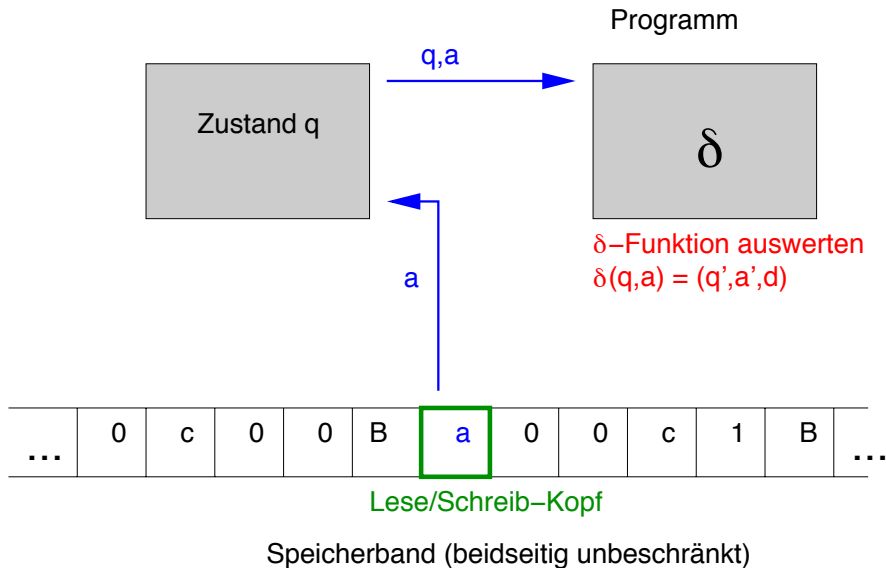 Programm
q,a
Zustand q
δ
δ−Funktion auswerten
δ(q,a) = (q',a',d)
a
... 0 c 0 0 B a 0 0 c 1 B ...
Lese/Schreib−Kopf
Speicherband (beidseitig unbeschränkt)